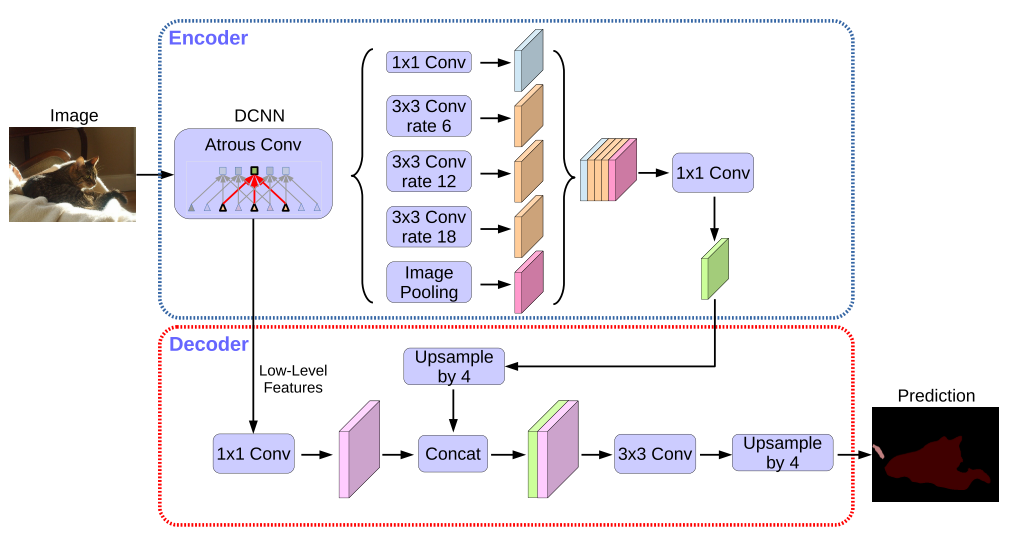 Encoder
Image
DCNN
Atrous Conv
1x1 Conv
3x3 Conv
rate 6
3x3 Conv
rate 12
3x3 Conv
rate 18
Image
Pooling
1x1 Conv
Decoder
Low-Level
Features
Upsample
by 4
1x1 Conv
Concat
3x3 Conv
Upsample
by 4
Prediction